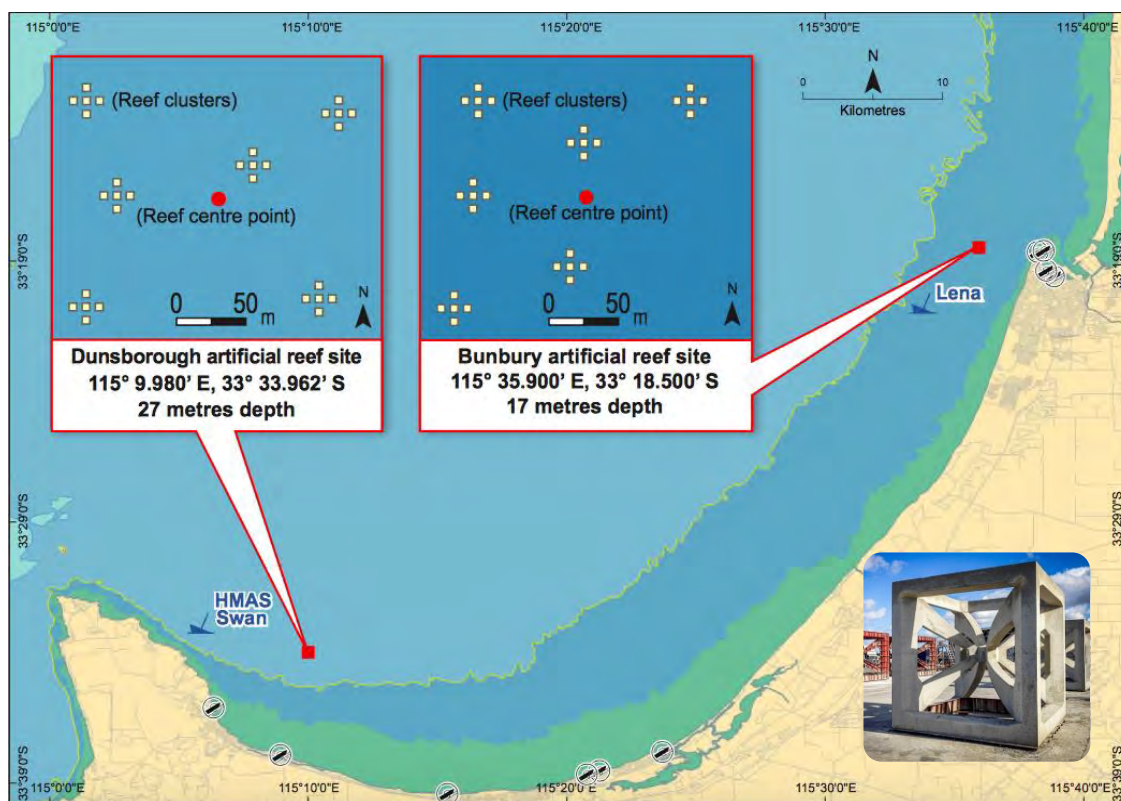 115°0'0"E
115°10'0"E
115°20'0"E
115°30'0"E
115°40'0"E
(Reef clusters)
(Reef centre point)
0 50 m
N
Dunsborough artificial reef site
115° 9.980’ E, 33° 33.962’ S
27 metres depth
(Reef clusters)
(Reef centre point)
0 50 m
N
Bunbury artificial reef site
115° 35.900’ E, 33° 18.500’ S
17 metres depth
N
0 10
Kilometres
33°19'0"S
33°19'0"S
Lena
33°29'0"S
33°29'0"S
HMAS
Swan
33°39'0"S
33°39'0"S
115°0'0"E
115°10'0"E
115°20'0"E
115°30'0"E
115°40'0"E